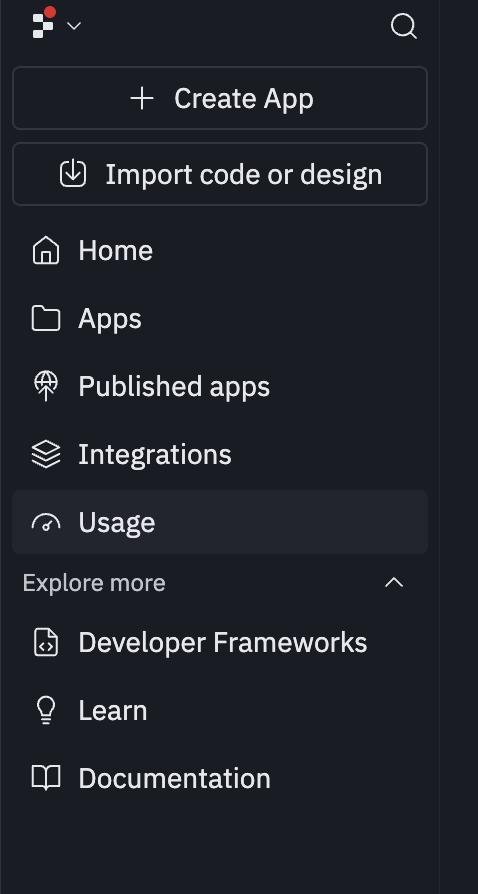 Create App
Import code or design
Home
Apps
Published apps
Integrations
Usage
Explore more
Developer Frameworks
Learn
Documentation